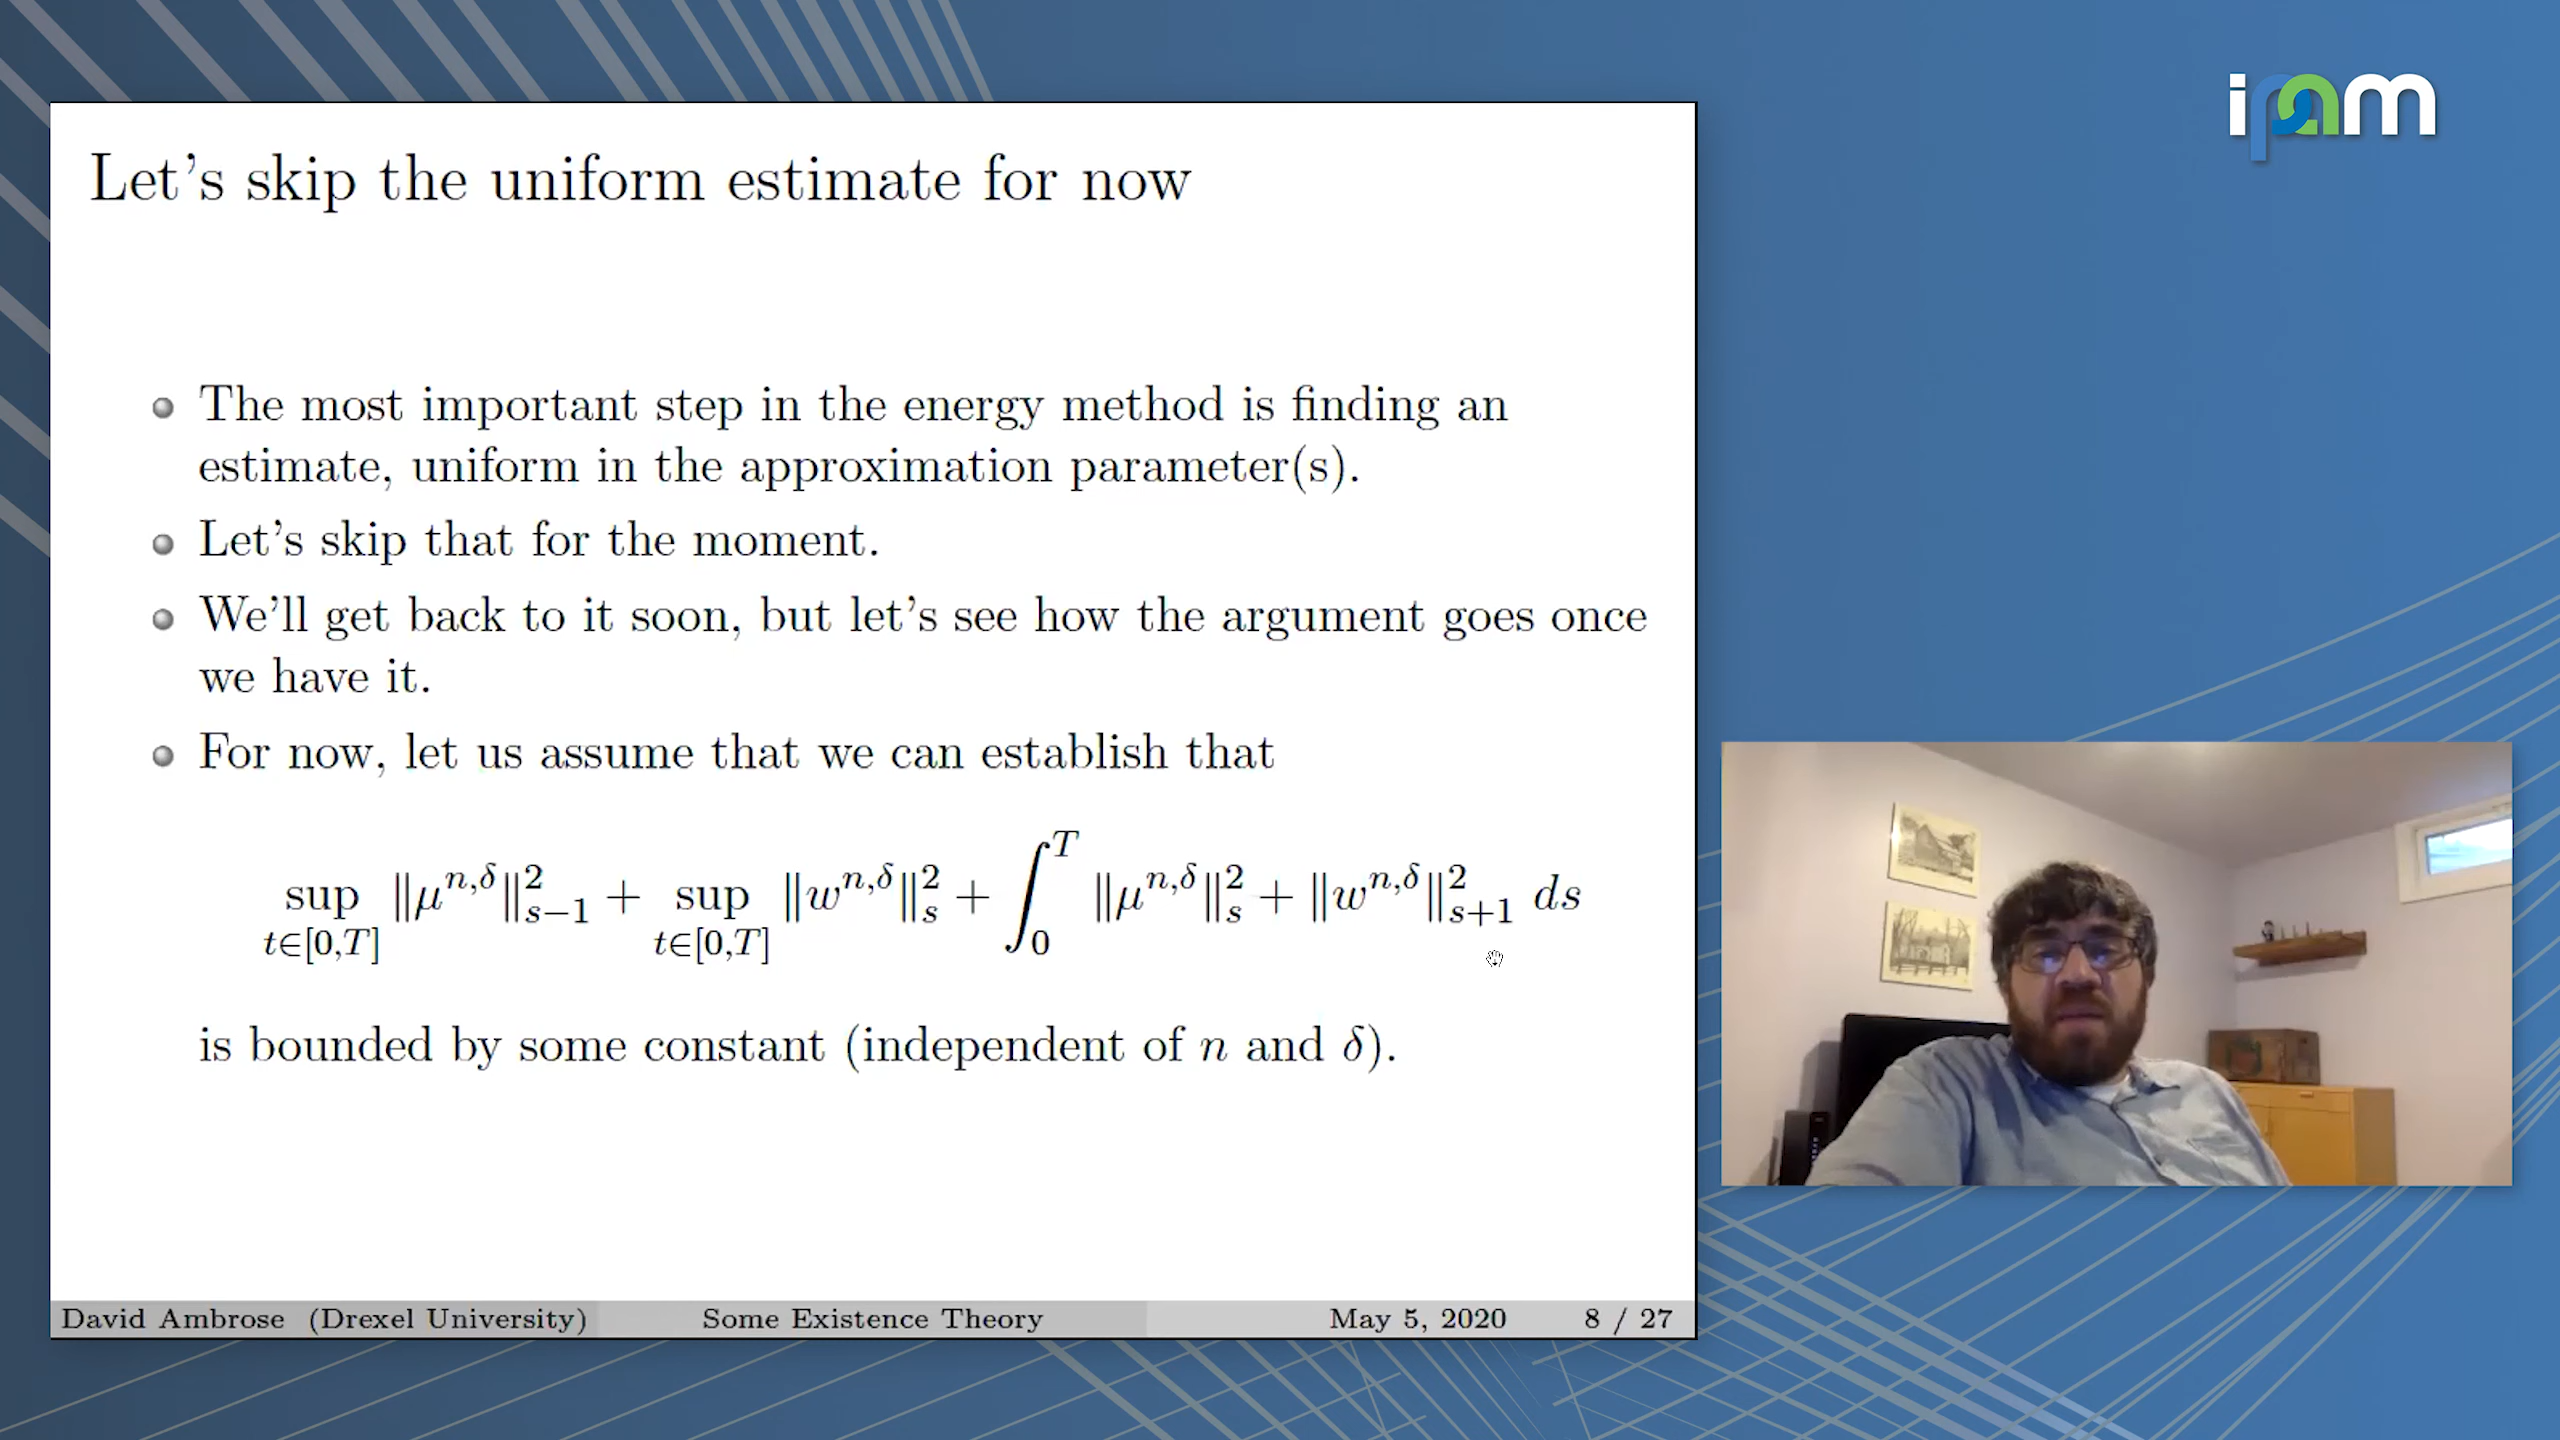 ipam
Let's skip the uniform estimate for now
The most important step in the energy method is finding an
estimate, uniform in the approximation parameter(s).
Let's skip that for the moment.
We'll get back to it soon, but let's see how the argument goes once
we have it.
For now, let us assume that we can establish that
sup_{t∈[0,T]} ‖μ^{n,δ}‖²_{s−1} + sup_{t∈[0,T]} ‖w^{n,δ}‖²_s + ∫_0^T ‖μ^{n,δ}‖²_s + ‖w^{n,δ}‖²_{s+1} ds
is bounded by some constant (independent of n and δ).
David Ambrose (Drexel University) Some Existence Theory May 5, 2020 8 / 27